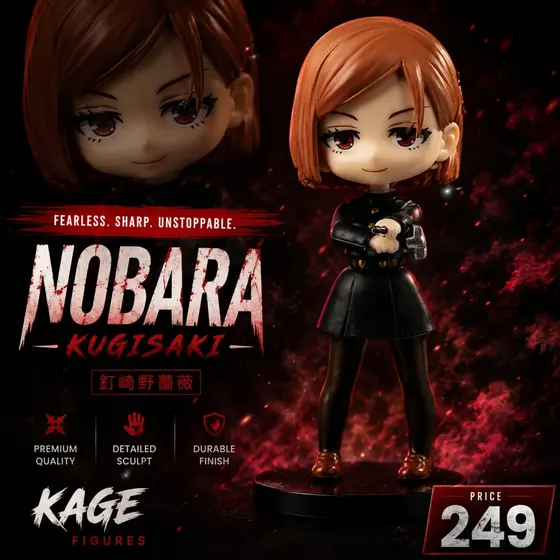 FEARLESS. SHARP. UNSTOPPABLE.
NOBARA
KUGISAKI
釘崎野薔薇
PREMIUM QUALITY
DETAILED SCULPT
DURABLE FINISH
KAGE
FIGURES
PRICE
249